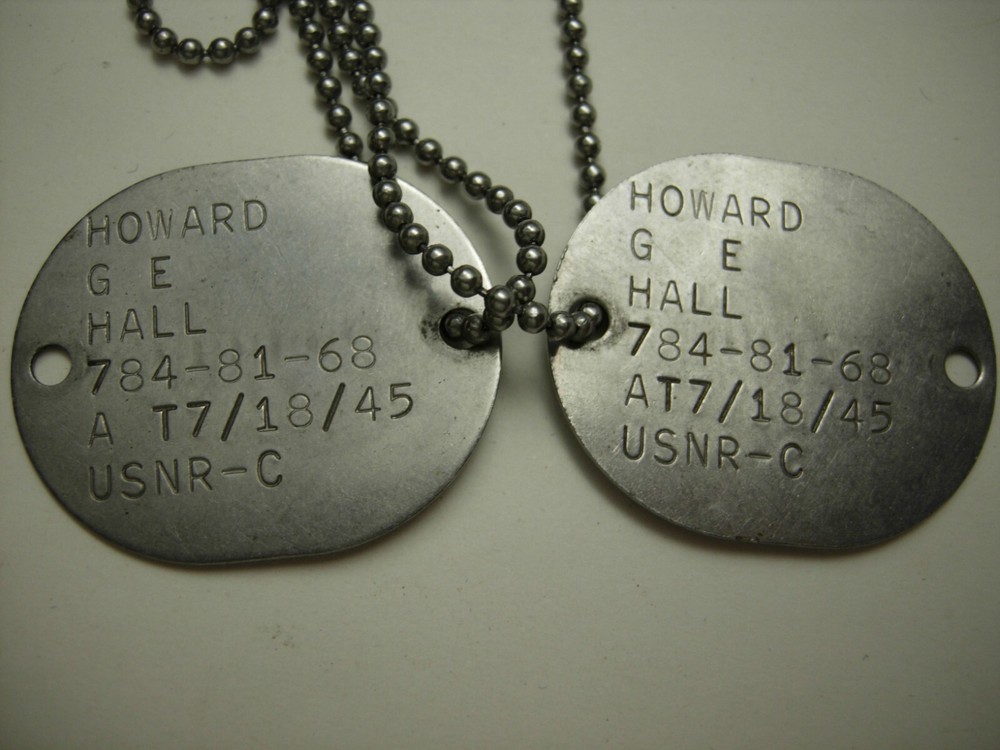 HOWARD
G E
HALL
784-81-68
A T7/18/45
USNR-C
HOWARD
G E
HALL
784-81-68
AT7/18/45
USNR-C